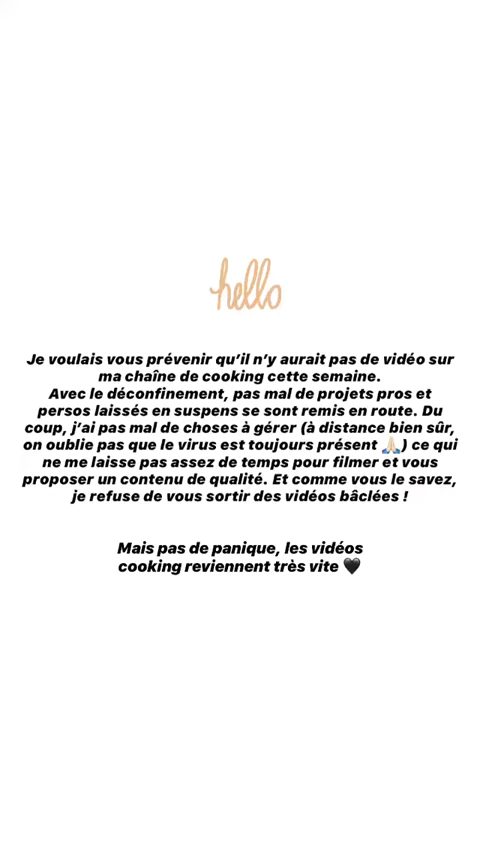 hello
Je voulais vous prévenir qu'il n'y aurait pas de vidéo sur
ma chaîne de cooking cette semaine.
Avec le déconfinement, pas mal de projets pros et
persos laissés en suspens se sont remis en route. Du
coup, j'ai pas mal de choses à gérer (à distance bien sûr,
on oublie pas que le virus est toujours présent 🙏🏻) ce qui
ne me laisse pas assez de temps pour filmer et vous
proposer un contenu de qualité. Et comme vous le savez,
je refuse de vous sortir des vidéos bâclées !
Mais pas de panique, les vidéos
cooking reviennent très vite 🖤